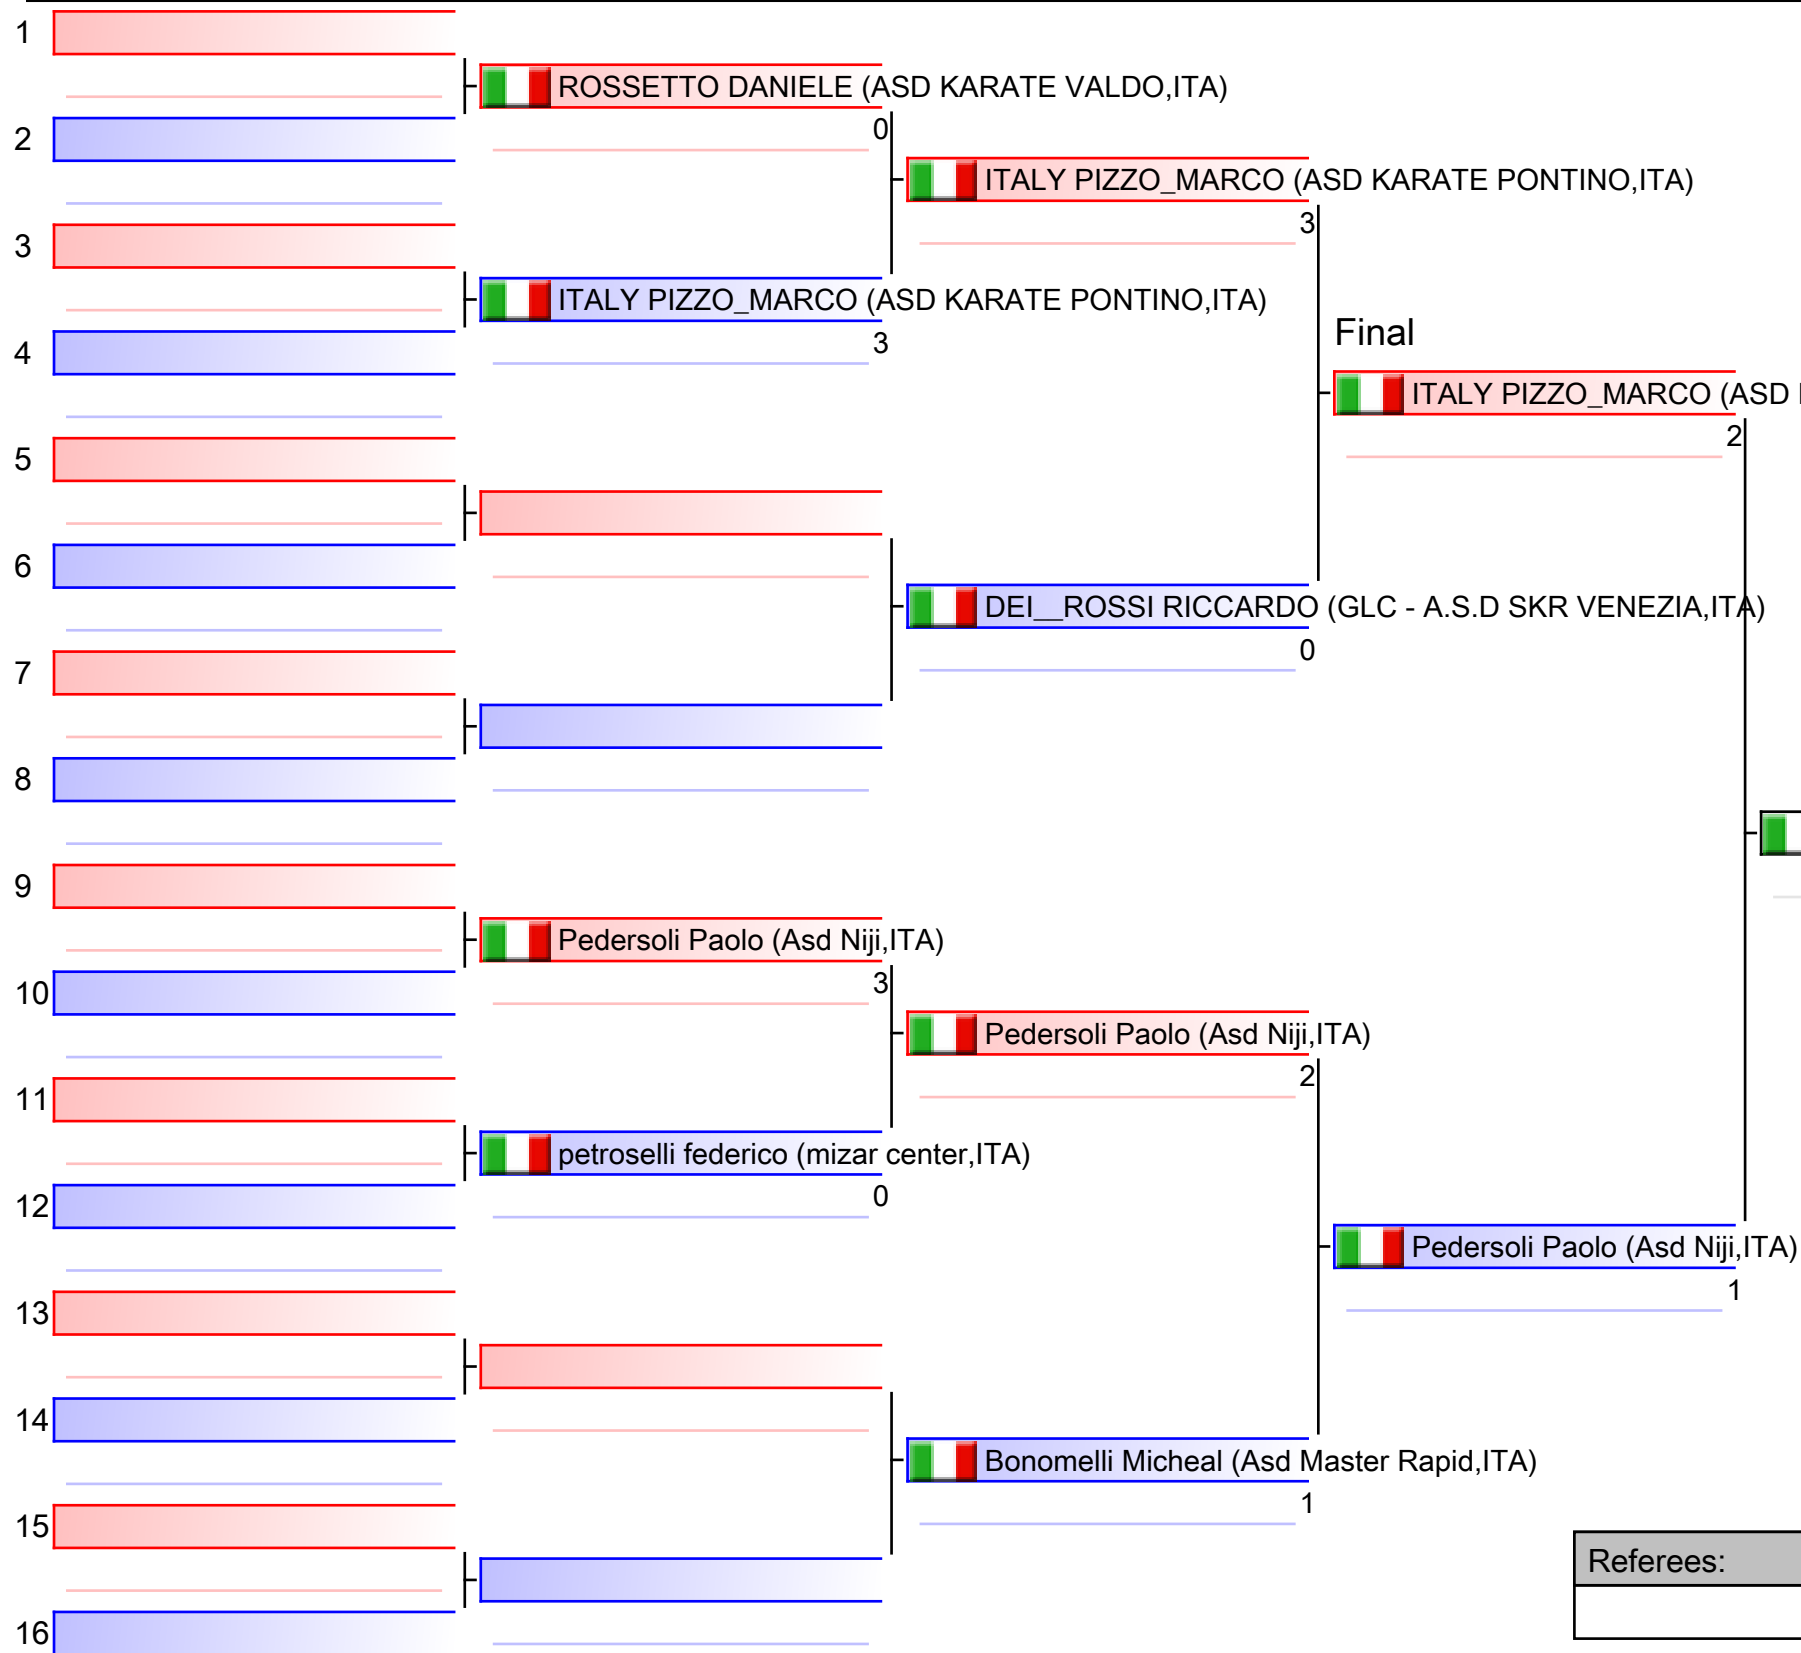 1
ROSSETTO DANIELE (ASD KARATE VALDO,ITA)
0
2
ITALY PIZZO_MARCO (ASD KARATE PONTINO,ITA)
3
3
ITALY PIZZO_MARCO (ASD KARATE PONTINO,ITA)
3
4
Final
ITALY PIZZO_MARCO (ASD
2
5
6
DEI__ROSSI RICCARDO (GLC - A.S.D SKR VENEZIA,ITA)
0
7
8
9
Pedersoli Paolo (Asd Niji,ITA)
3
10
Pedersoli Paolo (Asd Niji,ITA)
2
11
petroselli federico (mizar center,ITA)
0
12
Pedersoli Paolo (Asd Niji,ITA)
1
13
14
Bonomelli Micheal (Asd Master Rapid,ITA)
1
15
Referees:
16